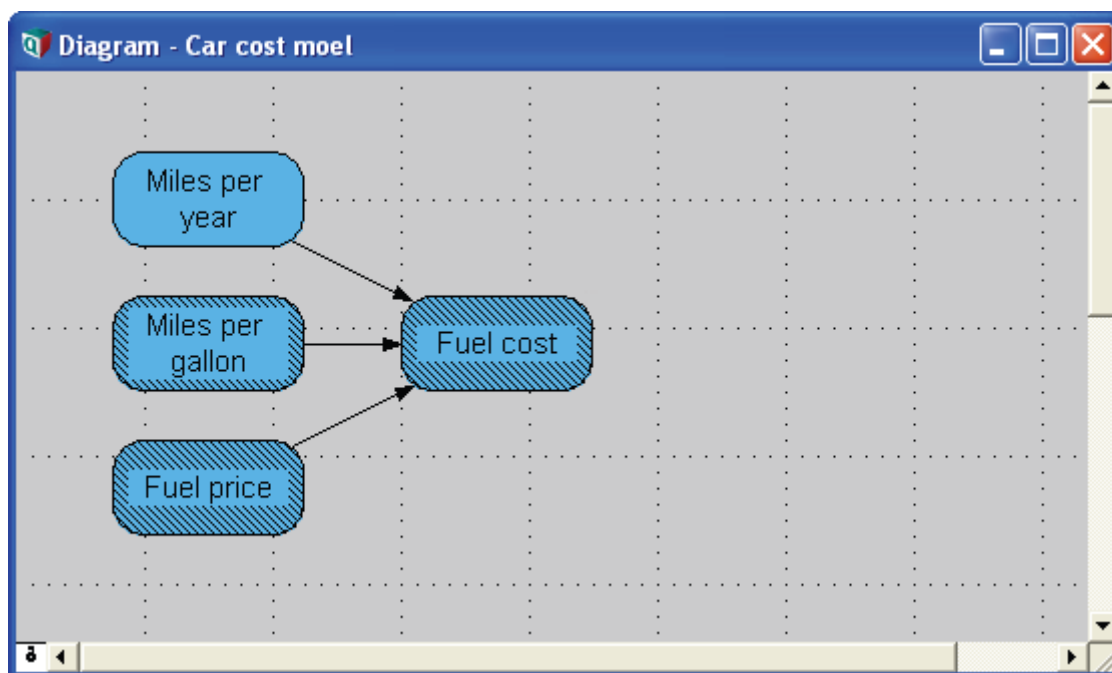 Diagram - Car cost moel
Miles per
year
Miles per
gallon
Fuel cost
Fuel price